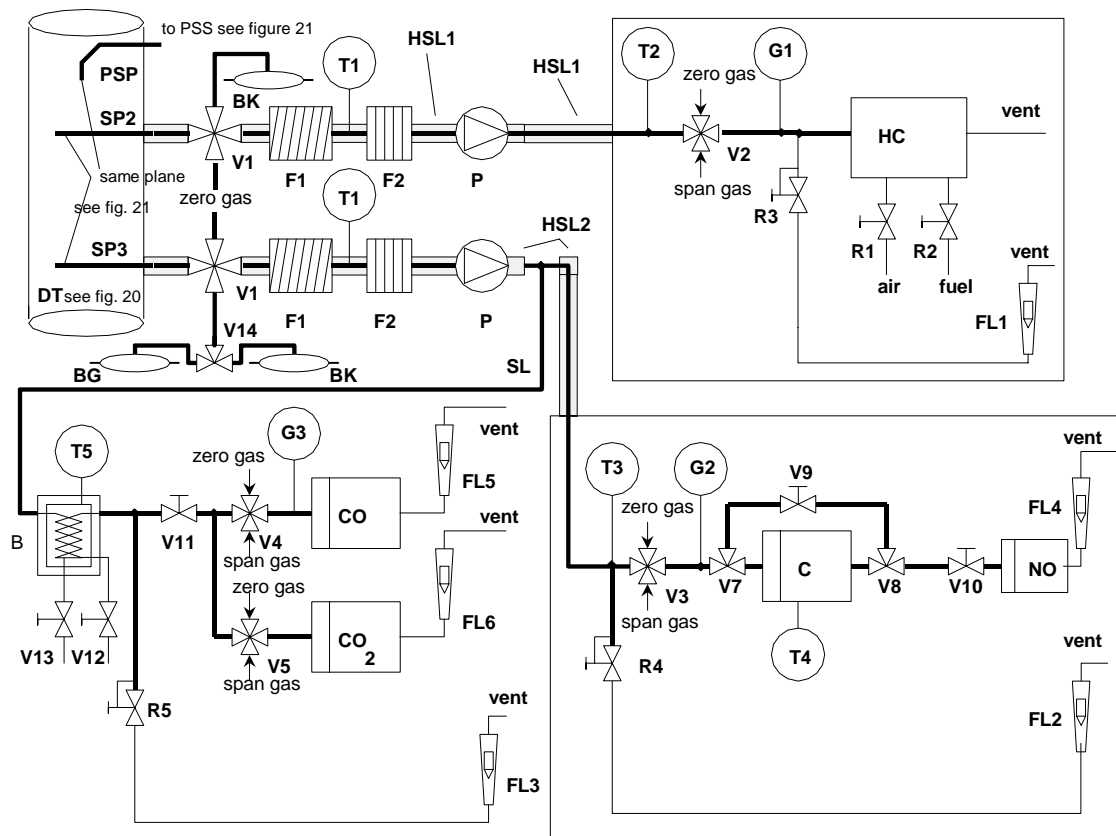 to PSS see figure 21
PSP
HSL1
HSL1
T1
T2
G1
zero gas
BK
SP2
V1
F1
F2
P
V2
span gas
HC
vent
same plane
see fig. 21
zero gas
T1
R3
R1
R2
air
fuel
HSL2
SP3
DT see fig. 20
V1
F1
F2
P
FL1
vent
V14
BG
BK
SL
T5
G3
zero gas
vent
FL5
B
V11
V4
span gas
CO
vent
zero gas
FL6
CO2
V13
V12
V5
span gas
R5
vent
FL3
T3
G2
V9
vent
FL4
zero gas
V3
span gas
V7
C
V8
V10
NO
R4
T4
vent
FL2